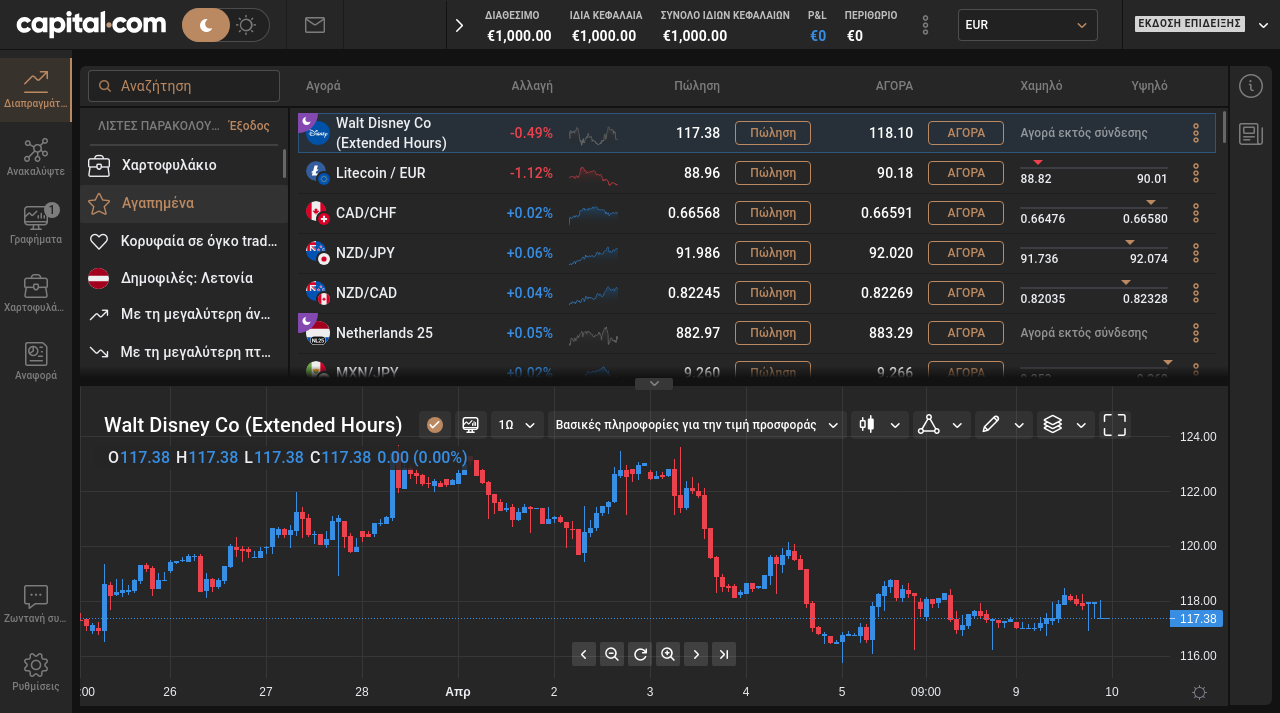 capital.com
ΔΙΑΘΕΣΙΜΟ
€1,000.00
ΙΔΙΑ ΚΕΦΑΛΑΙΑ
€1,000.00
ΣΥΝΟΛΟ ΙΔΙΩΝ ΚΕΦΑΛΑΙΩΝ
€1,000.00
P&L
€0
ΠΕΡΙΘΩΡΙΟ
€0
EUR
ΕΚΔΟΣΗ ΕΠΙΔΕΙΞΗΣ
Διαπραγμάτ...
Ανακαλύψτε
1
Γραφήματα
Χαρτοφυλά...
Αναφορά
Ζωντανή συ...
Ρυθμίσεις
Αναζήτηση
ΛΙΣΤΕΣ ΠΑΡΑΚΟΛΟΥ... Έξοδος
Χαρτοφυλάκιο
Αγαπημένα
Κορυφαία σε όγκο trad...
Δημοφιλές: Λετονία
Με τη μεγαλύτερη άν...
Με τη μεγαλύτερη πτ...
Αγορά Αλλαγή Πώληση ΑΓΟΡΑ Χαμηλό Υψηλό
Walt Disney Co
(Extended Hours) -0.49% 117.38 Πώληση 118.10 ΑΓΟΡΑ Αγορά εκτός σύνδεσης
Litecoin / EUR -1.12% 88.96 Πώληση 90.18 ΑΓΟΡΑ 88.82 90.01
CAD/CHF +0.02% 0.66568 Πώληση 0.66591 ΑΓΟΡΑ 0.66476 0.66580
NZD/JPY +0.06% 91.986 Πώληση 92.020 ΑΓΟΡΑ 91.736 92.074
NZD/CAD +0.04% 0.82245 Πώληση 0.82269 ΑΓΟΡΑ 0.82035 0.82328
Netherlands 25 +0.05% 882.97 Πώληση 883.29 ΑΓΟΡΑ Αγορά εκτός σύνδεσης
MXN/JPY +0.02% 9.260 Πώληση 9.266 ΑΓΟΡΑ
Walt Disney Co (Extended Hours) 1Ω Βασικές πληροφορίες για την τιμή προσφοράς
O117.38 H117.38 L117.38 C117.38 0.00 (0.00%)
124.00
122.00
120.00
118.00
117.38
116.00
:00 26 27 28 Απρ 2 3 4 5 09:00 9 10